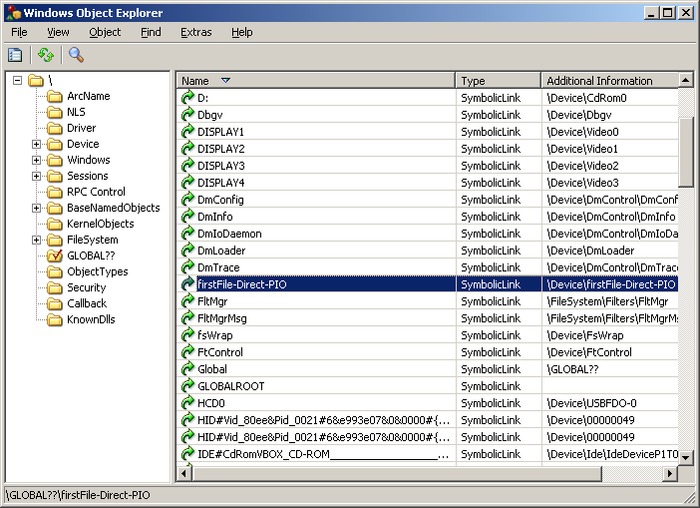 Windows Object Explorer
File View Object Find Extras Help
\
ArcName
NLS
Driver
Device
Windows
Sessions
RPC Control
BaseNamedObjects
KernelObjects
FileSystem
GLOBAL??
ObjectTypes
Security
Callback
KnownDlls
Name Type Additional Information
D: SymbolicLink \Device\CdRom0
Dbgv SymbolicLink \Device\Dbgv
DISPLAY1 SymbolicLink \Device\Video0
DISPLAY2 SymbolicLink \Device\Video1
DISPLAY3 SymbolicLink \Device\Video2
DISPLAY4 SymbolicLink \Device\Video3
DmConfig SymbolicLink \Device\DmControl\DmConf
DmInfo SymbolicLink \Device\DmControl\DmInfo
DmIoDaemon SymbolicLink \Device\DmControl\DmIoDa
DmLoader SymbolicLink \Device\DmLoader
DmTrace SymbolicLink \Device\DmControl\DmTrace
firstFile-Direct-PIO SymbolicLink \Device\firstFile-Direct-PIO
FltMgr SymbolicLink \FileSystem\Filters\FltMgr
FltMgrMsg SymbolicLink \FileSystem\Filters\FltMgrM
fsWrap SymbolicLink \Device\FsWrap
FtControl SymbolicLink \Device\FtControl
Global SymbolicLink \GLOBAL??
GLOBALROOT SymbolicLink
HCD0 SymbolicLink \Device\USBFDO-0
HID#Vid_80ee&Pid_0021#6&e993e07&0&0000#{... SymbolicLink \Device\00000049
HID#Vid_80ee&Pid_0021#6&e993e07&0&0000#{... SymbolicLink \Device\00000049
IDE#CdRomVBOX_CD-ROM_____________________... SymbolicLink \Device\Ide\IdeDeviceP1T0
\GLOBAL??\firstFile-Direct-PIO